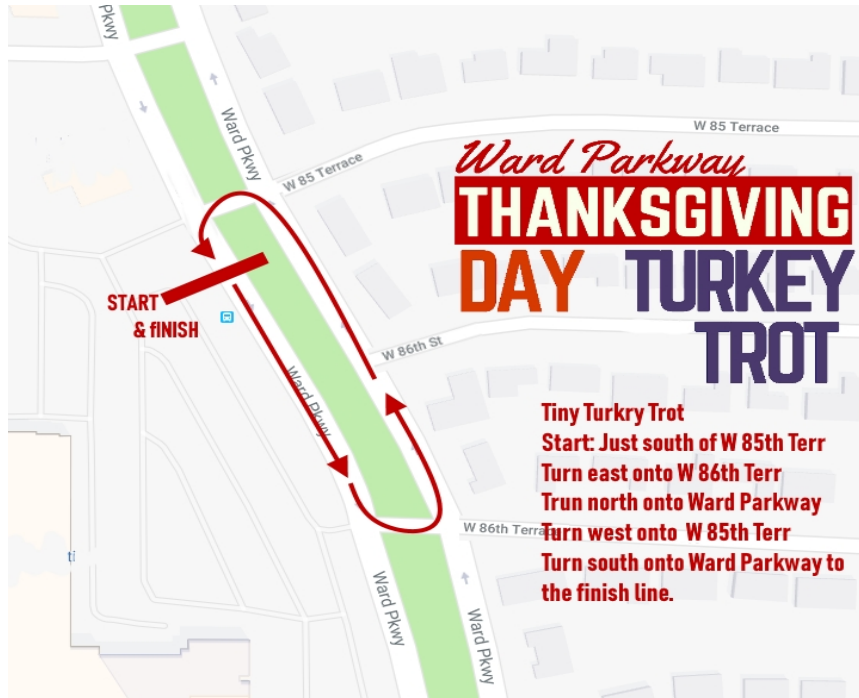 Pkwy
Ward Pkwy
W 85 Terrace
W 85 Terrace
Ward Parkway
THANKSGIVING
DAY TURKEY
TROT
START
& fINISH
W 86th St
Ward Pkwy
Tiny Turkry Trot
Start: Just south of W 85th Terr
Turn east onto W 86th Terr
Trun north onto Ward Parkway
Turn west onto W 85th Terr
Turn south onto Ward Parkway to
the finish line.
W 86th Terrace
ti
Ward Pkwy
Ward Pkwy